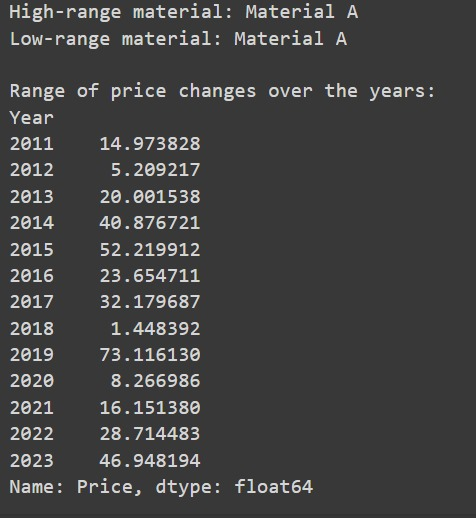 High-range material: Material A
Low-range material: Material A
Range of price changes over the years:
Year
2011    14.973828
2012     5.209217
2013    20.001538
2014    40.876721
2015    52.219912
2016    23.654711
2017    32.179687
2018     1.448392
2019    73.116130
2020     8.266986
2021    16.151380
2022    28.714483
2023    46.948194
Name: Price, dtype: float64